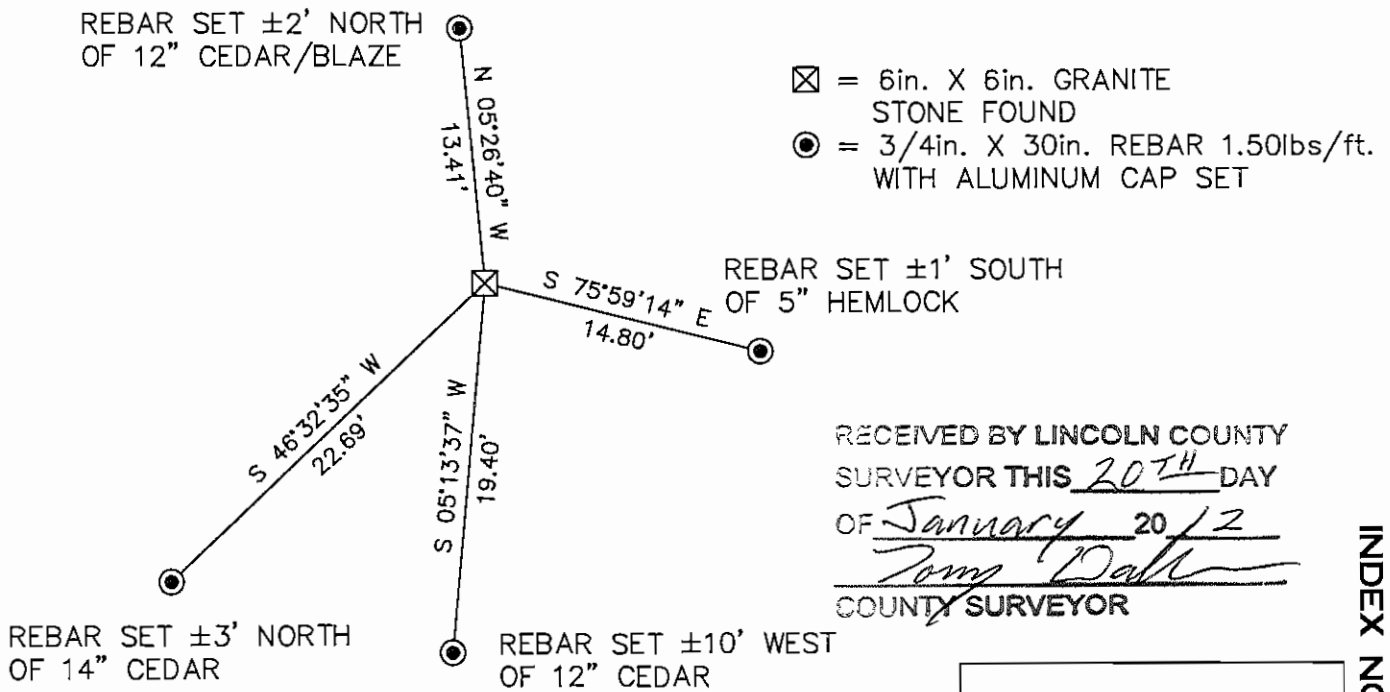 REBAR SET ±2' NORTH
OF 12" CEDAR/BLAZE
N 05°26'40" W
13.41'
= 6in. X 6in. GRANITE
STONE FOUND
= 3/4in. X 30in. REBAR 1.50lbs/ft.
WITH ALUMINUM CAP SET
S 75°59'14" E
14.80'
REBAR SET ±1' SOUTH
OF 5" HEMLOCK
S 46°32'35" W
22.69'
S 05°13'37" W
19.40'
REBAR SET ±3' NORTH
OF 14" CEDAR
REBAR SET ±10' WEST
OF 12" CEDAR
RECEIVED BY LINCOLN COUNTY
SURVEYOR THIS 20TH DAY
OF January 20 12
COUNTY SURVEYOR
INDEX NO